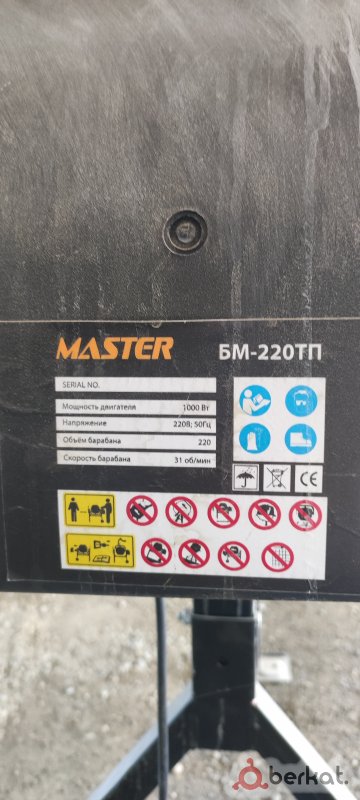 MASTER
БМ-220ТП
SERIAL NO.
Мощность двигателя 1000 Вт
Напряжение 220В; 50Гц
Объём барабана 220
Скорость барабана 31 об/мин
CE
berkat.